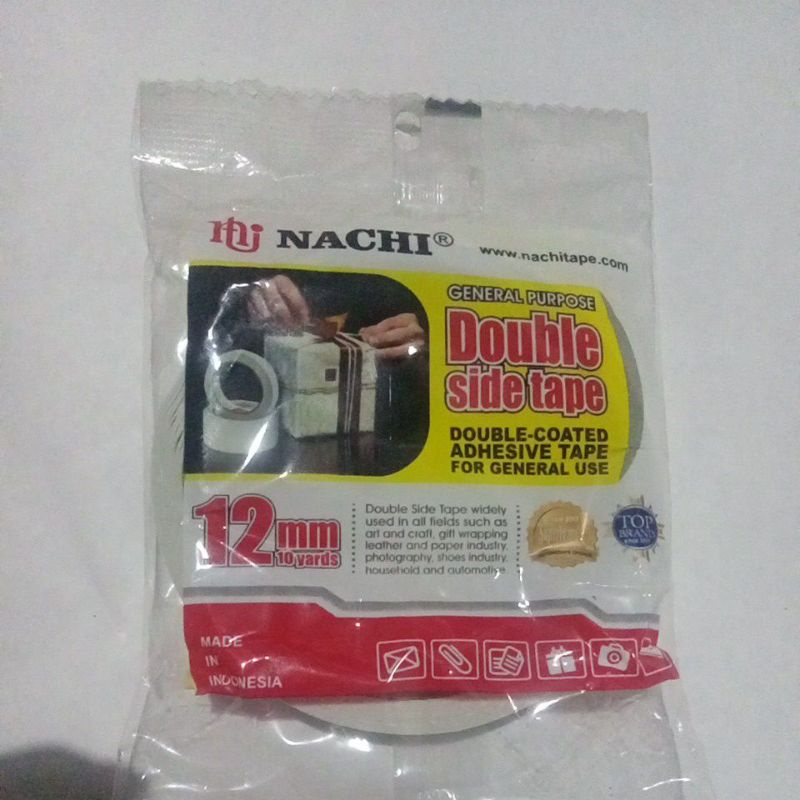 NACHI®
www.nachitape.com
GENERAL PURPOSE
Double
side tape
DOUBLE-COATED
ADHESIVE TAPE
FOR GENERAL USE
12mm
10 yards
Double Side Tape widely
used in all fields such as
art and craft, gift wrapping
leather and paper industry,
photography, shoes industry,
household and automotive.
TOP
BRAND
MADE
IN
INDONESIA